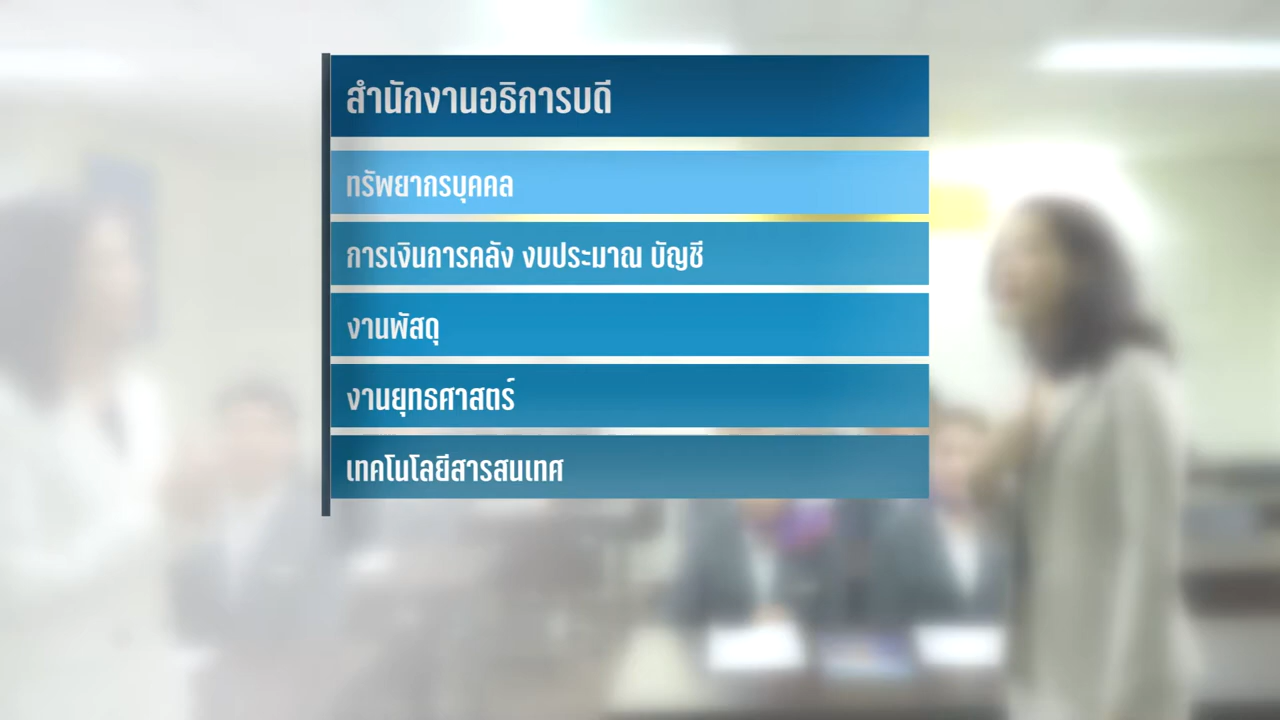 สำนักงานอธิการบดี
ทรัพยากรบุคคล
การเงินการคลัง งบประมาณ บัญชี
งานพัสดุ
งานยุทธศาสตร์
เทคโนโลยีสารสนเทศ